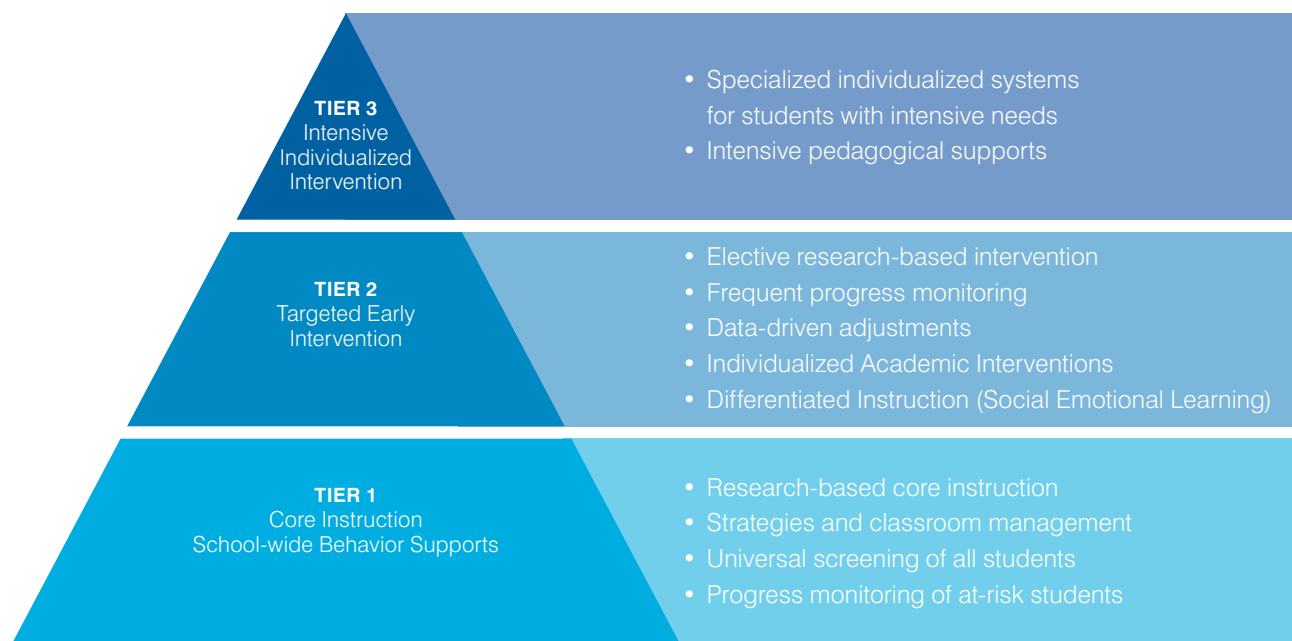 TIER 3
Intensive
Individualized
Intervention
• Specialized individualized systems
for students with intensive needs
• Intensive pedagogical supports
TIER 2
Targeted Early
Intervention
• Elective research-based intervention
• Frequent progress monitoring
• Data-driven adjustments
• Individualized Academic Interventions
• Differentiated Instruction (Social Emotional Learning)
TIER 1
Core Instruction
School-wide Behavior Supports
• Research-based core instruction
• Strategies and classroom management
• Universal screening of all students
• Progress monitoring of at-risk students